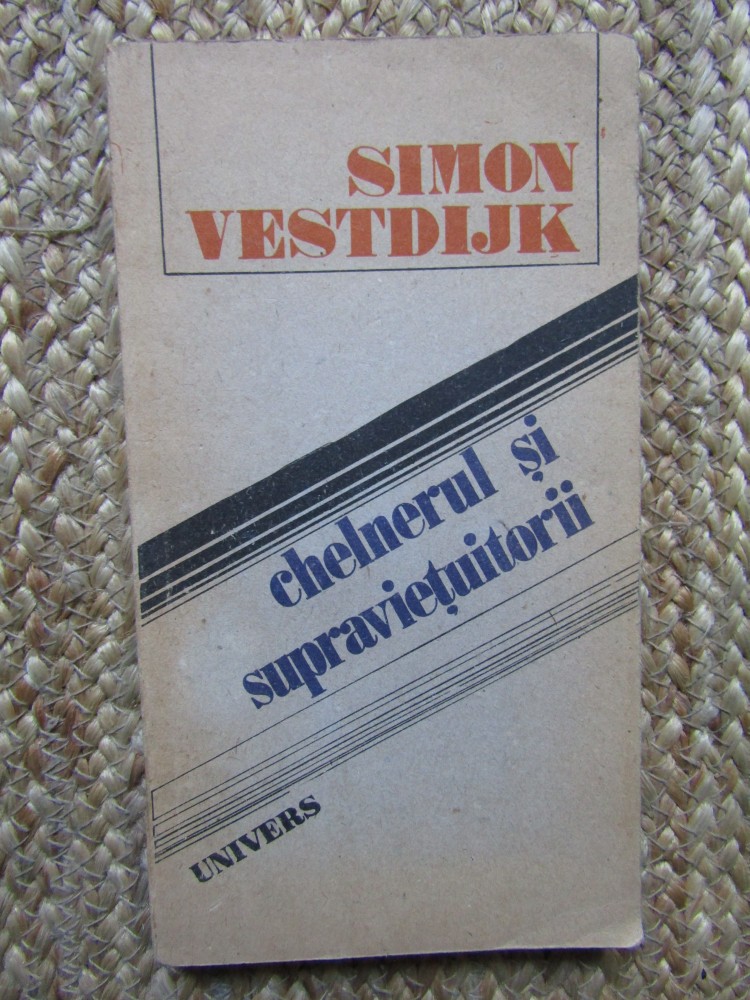 SIMON
VESTDIJK
chelnerul și
supraviețuitorii
UNIVERS